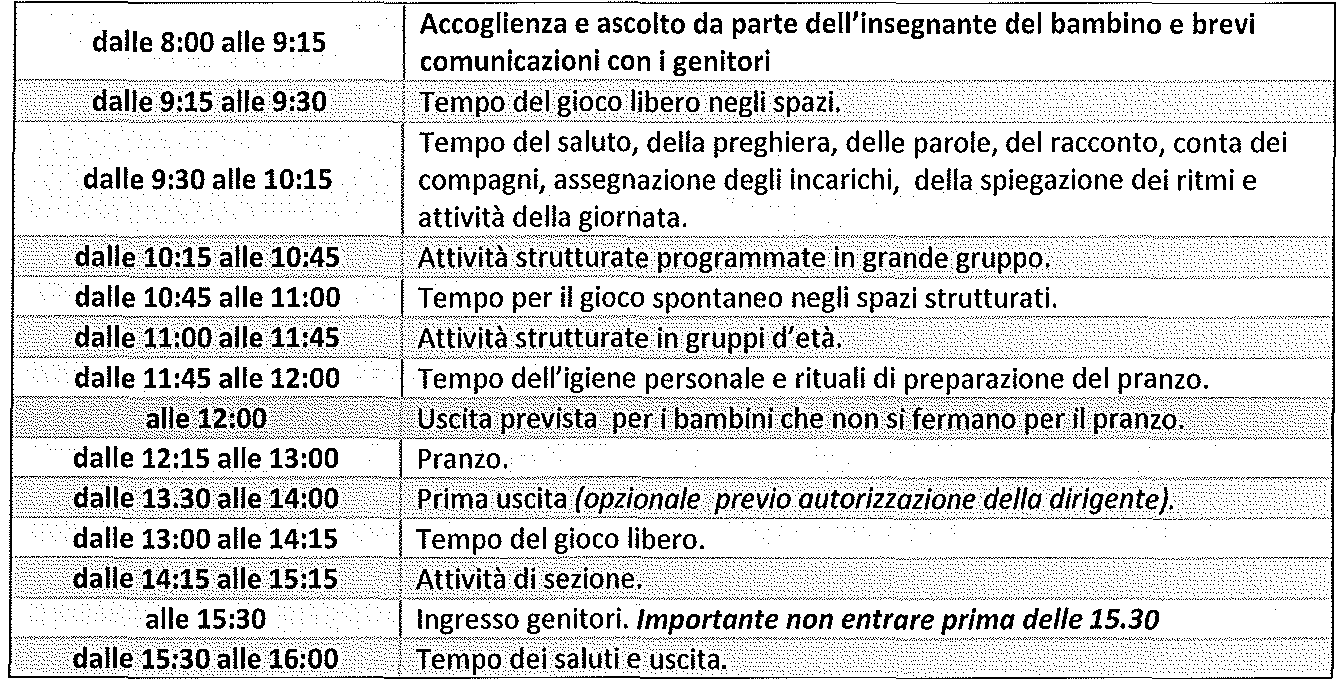 dalle 8:00 alle 9:15
Accoglienza e ascolto da parte dell'insegnante del bambino e brevi
comunicazioni con i genitori
dalle 9:15 alle 9:30
Tempo del gioco libero negli spazi.
dalle 9:30 alle 10:15
Tempo del saluto, della preghiera, delle parole, del racconto, conta dei
compagni, assegnazione degli incarichi, della spiegazione dei ritmi e
attività della giornata.
dalle 10:15 alle 10:45
Attività strutturate programmate in grande gruppo.
dalle 10:45 alle 11:00
Tempo per il gioco spontaneo negli spazi strutturati.
dalle 11:00 alle 11:45
Attività strutturate in gruppi d'età.
dalle 11:45 alle 12:00
Tempo dell'igiene personale e rituali di preparazione del pranzo.
alle 12:00
Uscita prevista per i bambini che non si fermano per il pranzo.
dalle 12:15 alle 13:00
Pranzo.
dalle 13.30 alle 14:00
Prima uscita (opzionale previo autorizzazione della dirigente).
dalle 13:00 alle 14:15
Tempo del gioco libero.
dalle 14:15 alle 15:15
Attività di sezione.
alle 15:30
Ingresso genitori. Importante non entrare prima delle 15.30
dalle 15:30 alle 16:00
Tempo dei saluti e uscita.